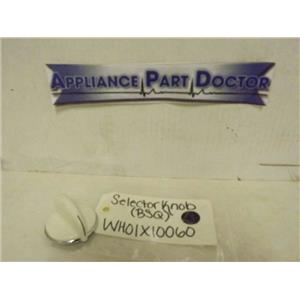 APPLIANCE PART DOCTOR
Selector Knob
(BSQ)
WH01X10060